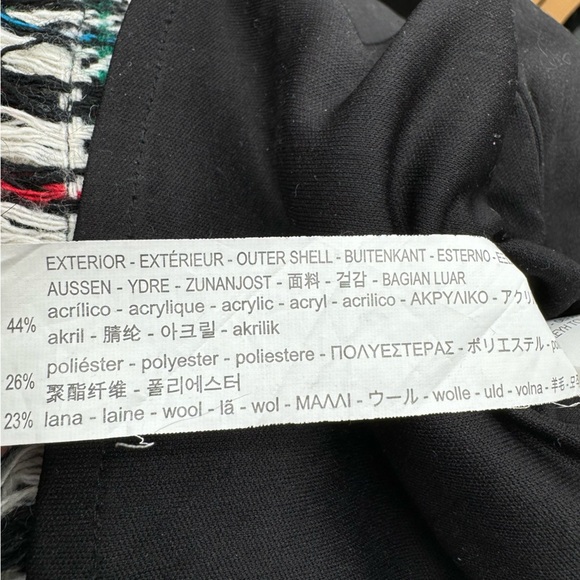 EXTERIOR - EXTÉRIEUR - OUTER SHELL - BUITENKANT - ESTERNO -
AUSSEN - YDRE - ZUNANJOST - 面料 - 겉감 - BAGIAN LUAR
44% acrílico - acrylique - acrylic - acryl - acrilico - ΑΚΡΥΛΙΚΟ -
akril - 腈纶 - 아크릴 - akrilik
26% poliéster - polyester - poliestere - ΠΟΛΥΕΣΤΕΡΑΣ - ポリエステル -
聚酯纤维 - 폴리에스터
23% lana - laine - wool - lã - wol - ΜΑΛΛΙ - ウール - wolle - uld - volna - 羊毛 -